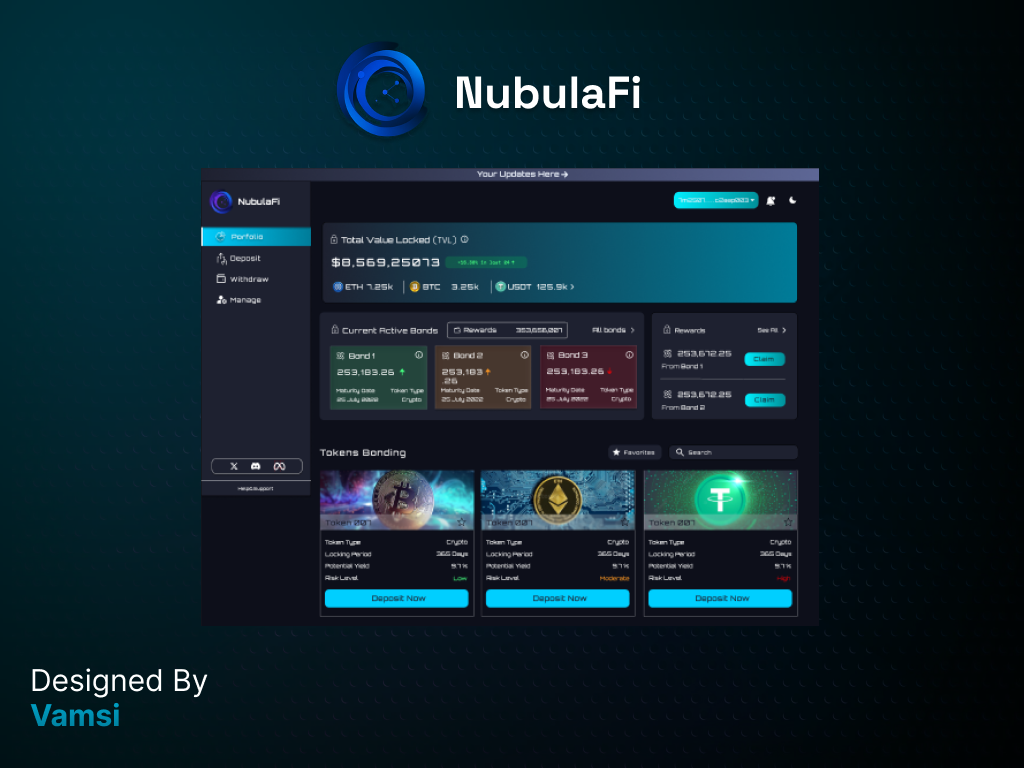 NubulaFi
Your Updates Here
NubulaFi
Porfolio
Deposit
Withdraw
Manage
Help&Support
Total Value Locked (TVL)
$8,569,25073
ETH 7.25k
BTC 3.25k
USDT 125.9k
Current Active Bonds
Rewards 353,658,007
All bonds
Bond 1
253,183.26
Maturity Date Token Type
25 July 2022 Crypto
Bond 2
253,183
.26
Maturity Date Token Type
25 July 2022 Crypto
Bond 3
253,183.26
Maturity Date Token Type
25 July 2022 Crypto
Rewards
See All
253,672.25
From Bond 1
Claim
253,672.25
From Bond 2
Claim
Tokens Bonding
Favorites
Search
Token 007
Token Type Crypto
Locking Period 365 Days
Potential Yield 9.7%
Risk Level Low
Deposit Now
Token 007
Token Type Crypto
Locking Period 365 Days
Potential Yield 9.7%
Risk Level Moderate
Deposit Now
Token 007
Token Type Crypto
Locking Period 365 Days
Potential Yield 9.7%
Risk Level High
Deposit Now
Designed By
Vamsi